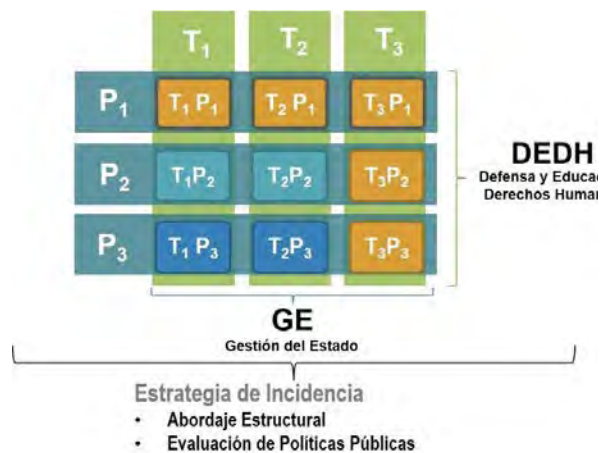 T₁ T₂ T₃
P₁ T₁ P₁ T₂ P₁ T₃ P₁
DEDH
Defensa y Educac
P₂ T₁P₂ T₂P₂ T₃P₂
Derechos Human
P₃ T₁ P₃ T₂P₃ T₃P₃
GE
Gestión del Estado
Estrategia de Incidencia
• Abordaje Estructural
• Evaluación de Políticas Públicas